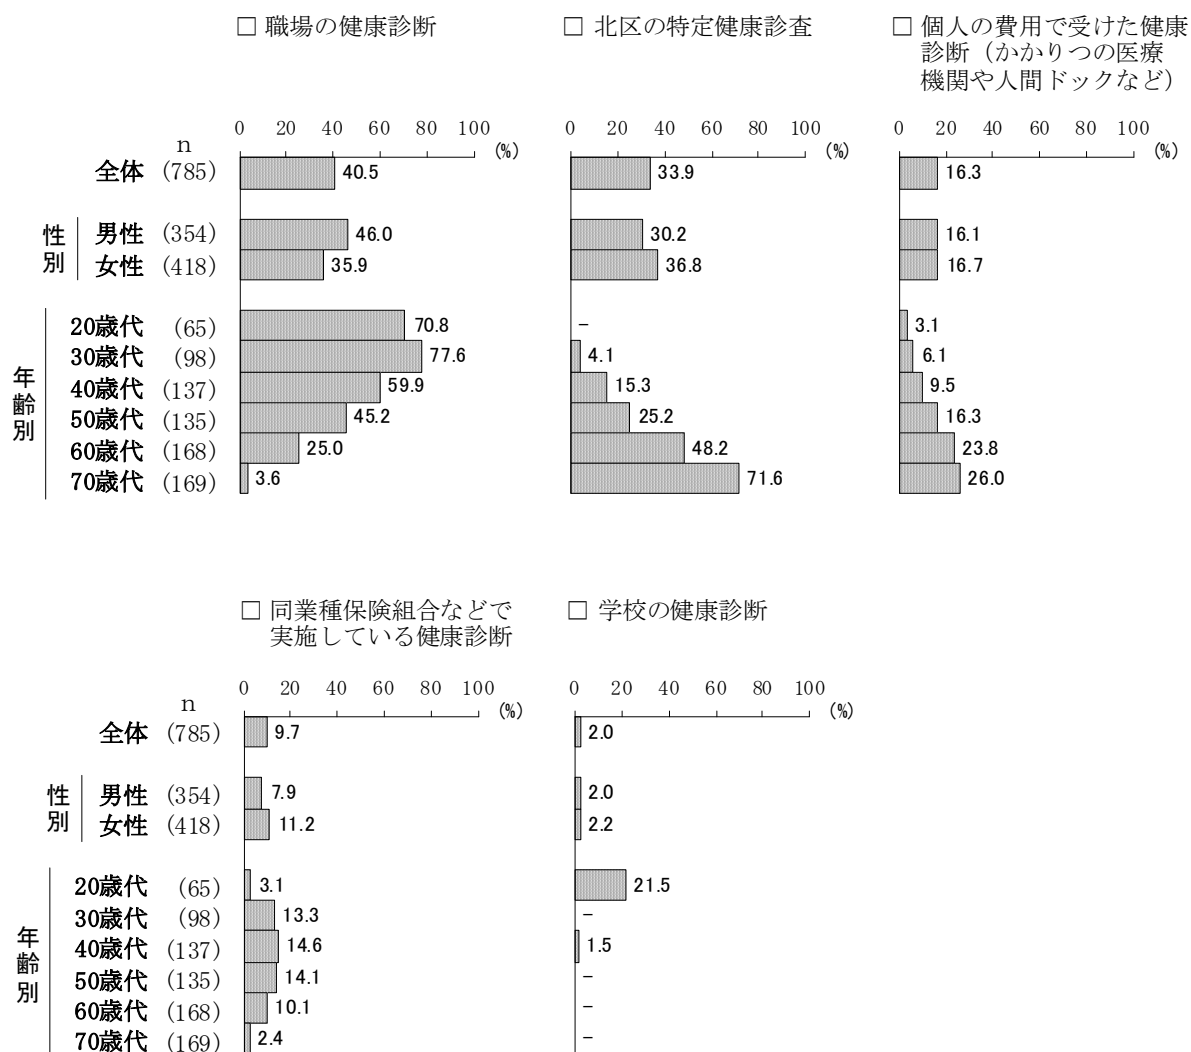 □ 職場の健康診断
□ 北区の特定健康診査
□ 個人の費用で受けた健康
診断（かかりつの医療
機関や人間ドックなど）
0 20 40 60 80 100 (%)
0 20 40 60 80 100 (%)
0 20 40 60 80 100 (%)
n
全体 (785) 40.5 33.9 16.3
性別
男性 (354) 46.0 30.2 16.1
女性 (418) 35.9 36.8 16.7
年齢別
20歳代 (65) 70.8 － 3.1
30歳代 (98) 77.6 4.1 6.1
40歳代 (137) 59.9 15.3 9.5
50歳代 (135) 45.2 25.2 16.3
60歳代 (168) 25.0 48.2 23.8
70歳代 (169) 3.6 71.6 26.0
□ 同業種保険組合などで
実施している健康診断
□ 学校の健康診断
0 20 40 60 80 100 (%)
0 20 40 60 80 100 (%)
n
全体 (785) 9.7 2.0
性別
男性 (354) 7.9 2.0
女性 (418) 11.2 2.2
年齢別
20歳代 (65) 3.1 21.5
30歳代 (98) 13.3 －
40歳代 (137) 14.6 1.5
50歳代 (135) 14.1 －
60歳代 (168) 10.1 －
70歳代 (169) 2.4 －